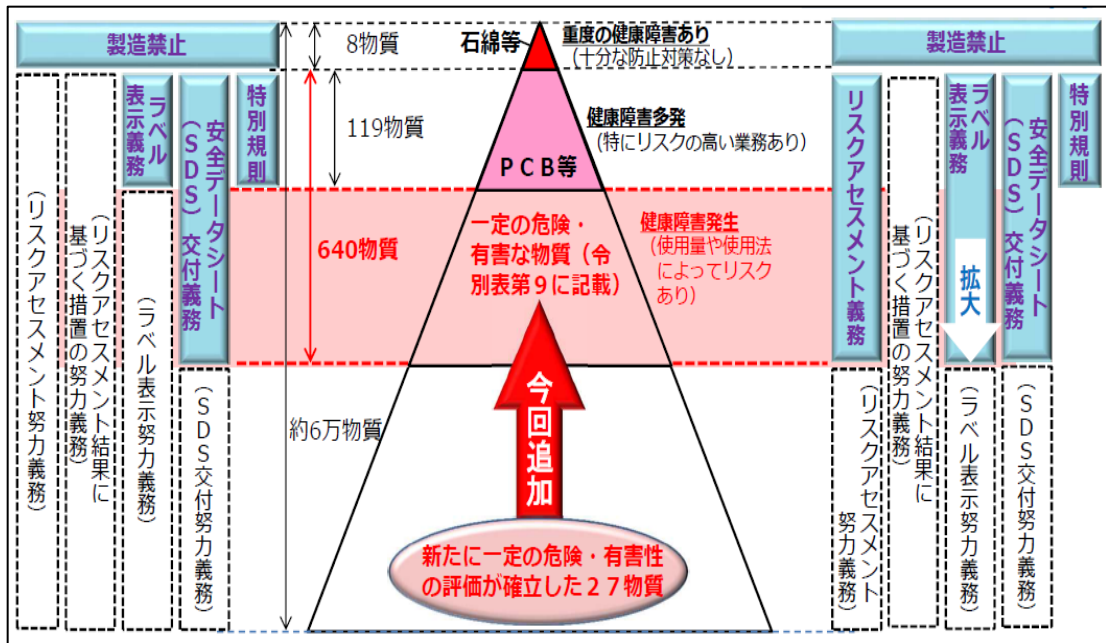 製造禁止
8物質
石綿等
重度の健康障害あり
(十分な防止対策なし)
製造禁止
(リスクアセスメント努力義務)
(リスクアセスメント結果に
基づく措置の努力義務)
ラベル
表示義務
(ラベル表示努力義務)
安全データシート
(SDS)交付義務
(SDS交付努力義務)
特別規則
119物質
640物質
約6万物質
PCB等
健康障害多発
(特にリスクの高い業務あり)
一定の危険・
有害な物質(令
別表第9に記載)
健康障害発生
(使用量や使用法
によってリスク
あり)
今回追加
新たに一定の危険・有害性
の評価が確立した27物質
リスクアセスメント義務
(リスクアセスメント
努力義務)
(リスクアセスメント結果に
基づく措置の努力義務)
ラベル
表示義務
拡大
(ラベル表示努力義務)
安全データシート
(SDS)交付義務
(SDS交付努力義務)
特別規則